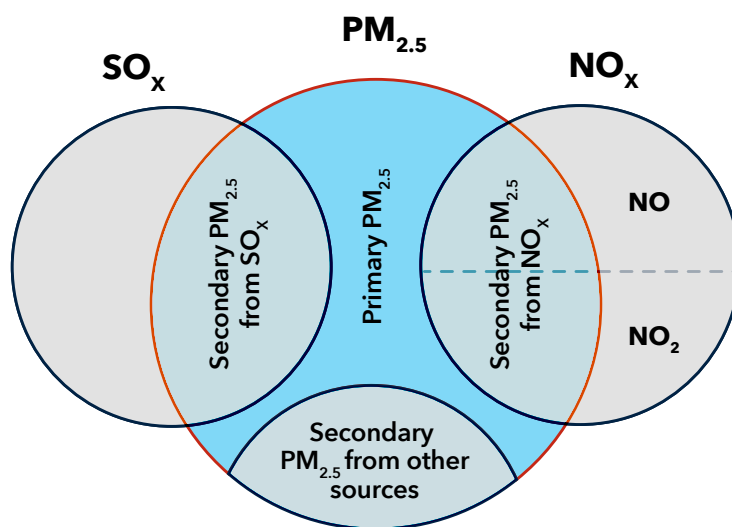 PM2.5
SOX
NOX
Secondary PM2.5
from SOX
Primary PM2.5
Secondary PM2.5
from NOX
NO
NO2
Secondary
PM2.5 from other
sources